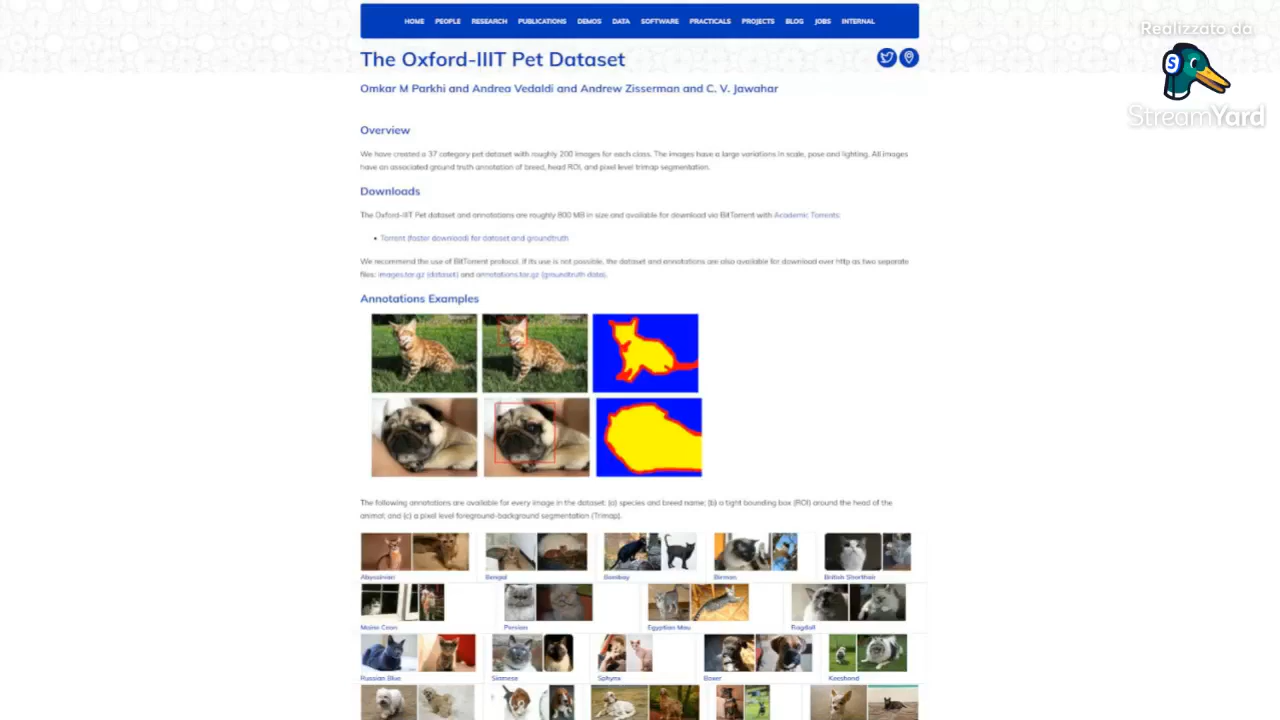 HOME PEOPLE RESEARCH PUBLICATIONS DEMOS DATA SOFTWARE PRACTICALS PROJECTS BLOG JOBS INTERNAL
Realizzato da
StreamYard
The Oxford-IIIT Pet Dataset
Omkar M Parkhi and Andrea Vedaldi and Andrew Zisserman and C. V. Jawahar
Overview
We have created a 37 category pet dataset with roughly 200 images for each class. The images have a large variations in scale, pose and lighting. All images
have an associated ground truth annotation of breed, head ROI, and pixel level trimap segmentation.
Downloads
The Oxford-IIIT Pet dataset and annotations are roughly 800 MB in size and available for download via BitTorrent with Academic Torrents.
• Torrent (faster download) for dataset and groundtruth
We recommend the use of BitTorrent protocol. If its use is not possible, the dataset and annotations are also available for download over http as two separate
files: images.tar.gz (dataset) and annotations.tar.gz (groundtruth data).
Annotations Examples
The following annotations are available for every image in the dataset: (a) species and breed name; (b) a tight bounding box (ROI) around the head of the
animal; and (c) a pixel level foreground-background segmentation (Trimap).
Abyssinian Bengal Bombay Birman British Shorthair
Maine Coon Persian Egyptian Mau Ragdoll
Russian Blue Siamese Sphynx Boxer Keeshond